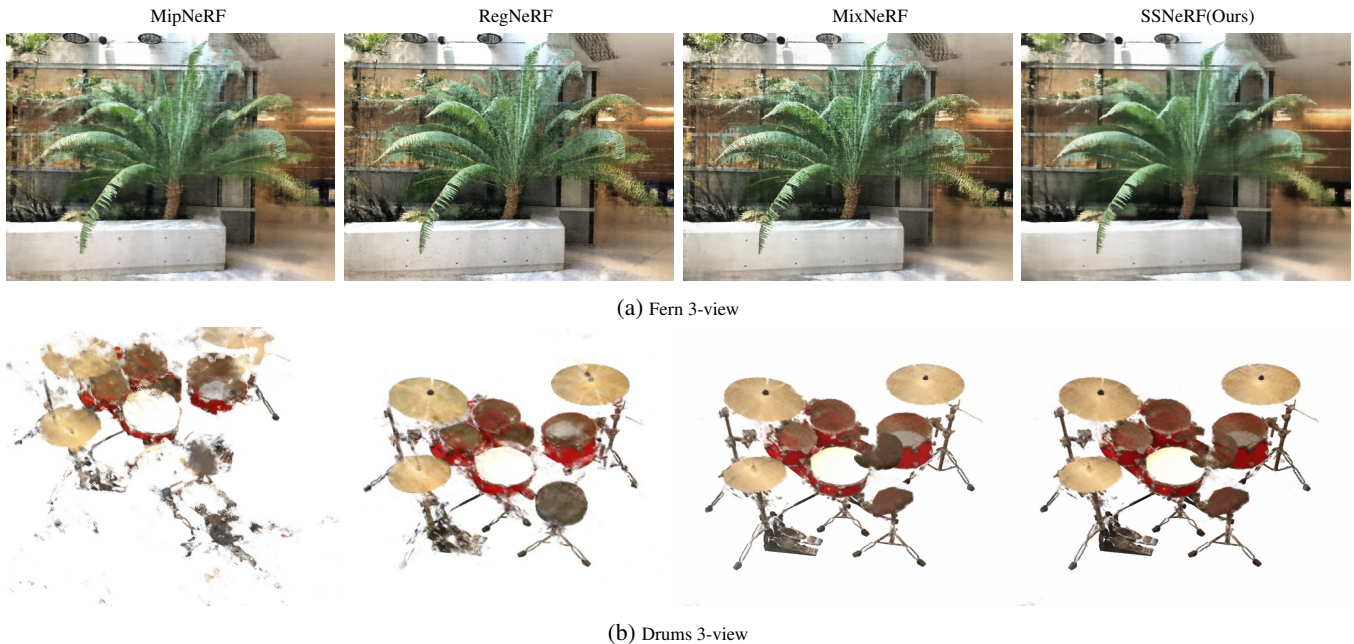 MipNeRF
RegNeRF
MixNeRF
SSNeRF(Ours)
(a) Fern 3-view
(b) Drums 3-view